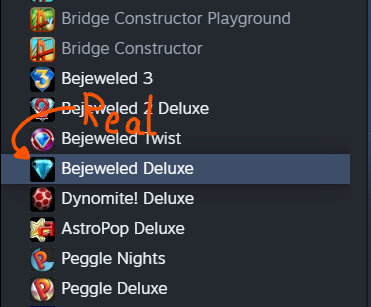 Bridge Constructor Playground
Bridge Constructor
Bejeweled 3
Bejeweled 2 Deluxe
Real
Bejeweled Twist
Bejeweled Deluxe
Dynomite! Deluxe
AstroPop Deluxe
Peggle Nights
Peggle Deluxe